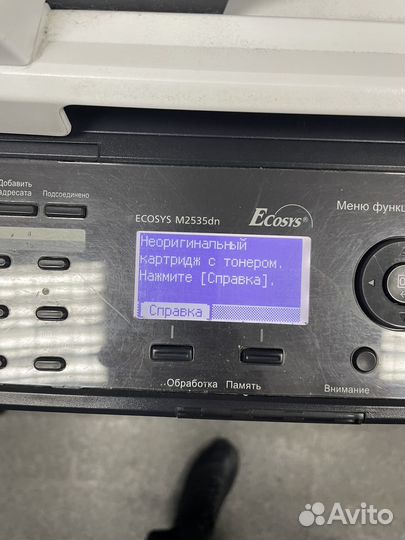 Добавить
адресата
Подсоединено
ECOSYS M2535dn
ECOSYS®
Меню функц
Неоригинальный
картридж с тонером.
Нажмите [Справка].
[ Справка ]
Обработка
Память
Внимание
Avito